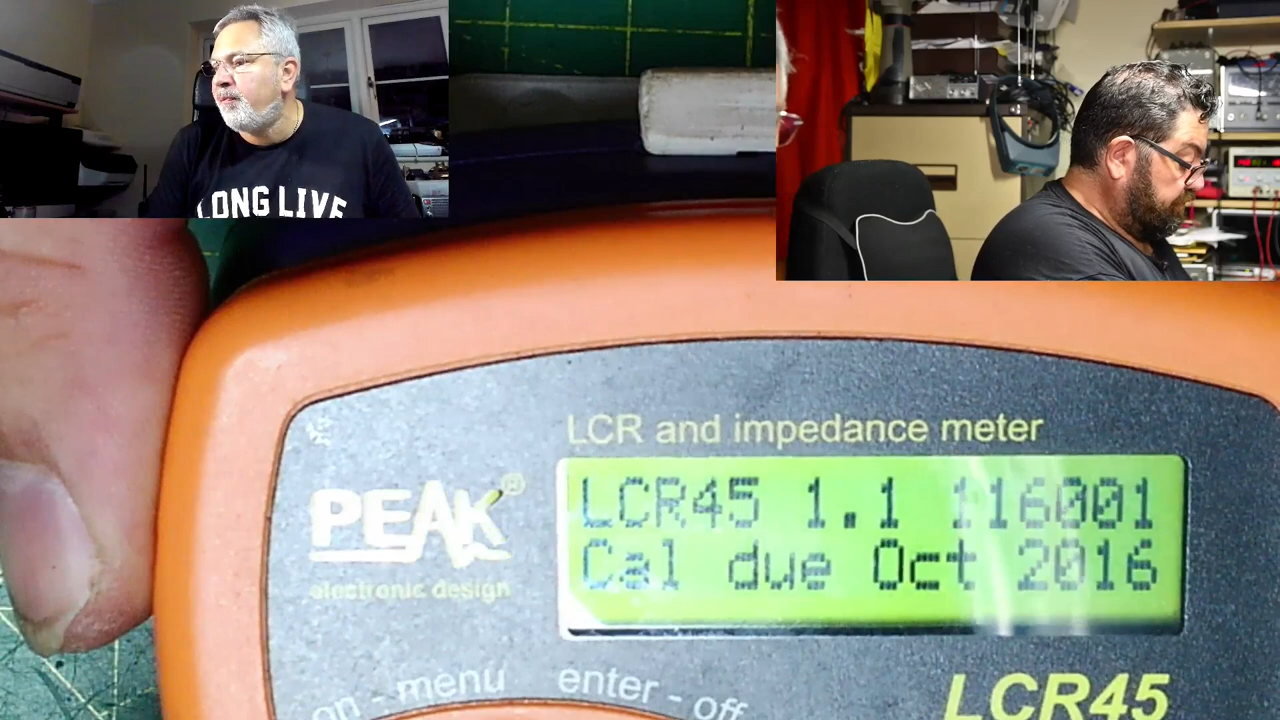 LONG LIVE
LCR and impedance meter
PEAK®
electronic design
LCR45 1.1 116001
Cal due Oct 2016
on - menu
enter - off
LCR45